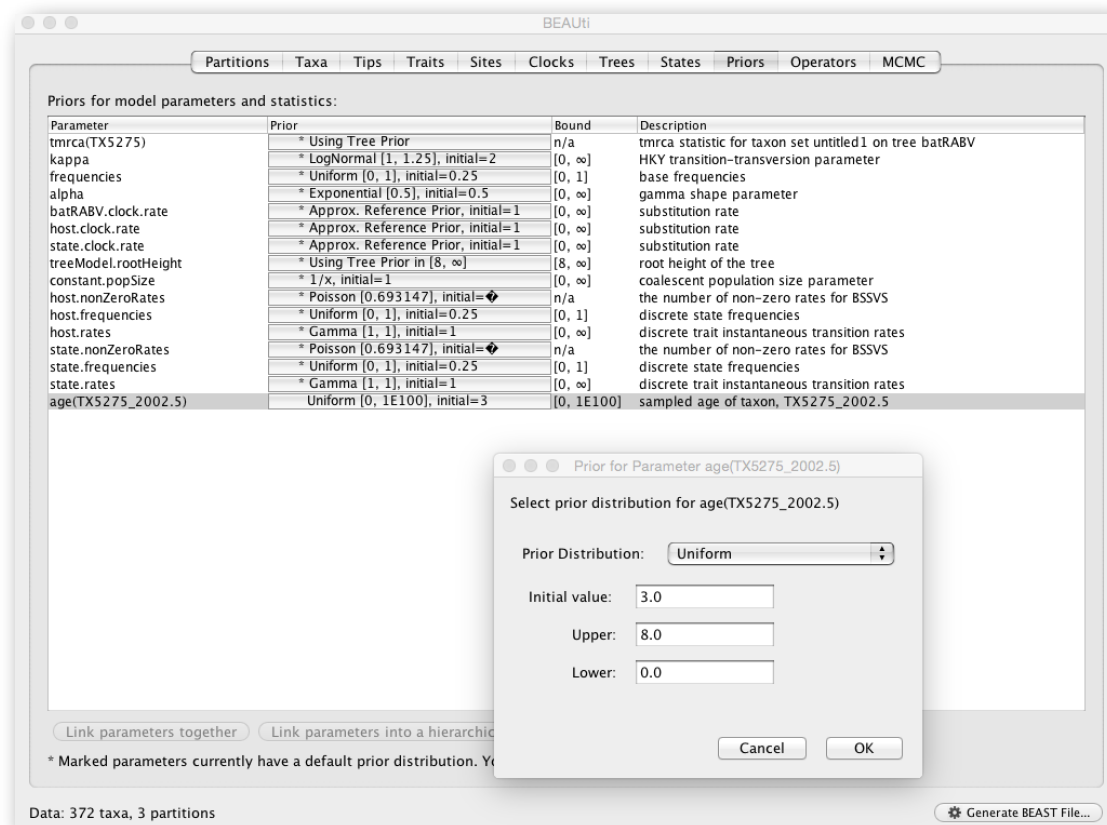 BEAUti
Partitions Taxa Tips Traits Sites Clocks Trees States Priors Operators MCMC
Priors for model parameters and statistics:
Parameter Prior Bound Description
tmrca(TX5275) * Using Tree Prior n/a tmrca statistic for taxon set untitled1 on tree batRABV
kappa * LogNormal [1, 1.25], initial=2 [0, ∞] HKY transition-transversion parameter
frequencies * Uniform [0, 1], initial=0.25 [0, 1] base frequencies
alpha * Exponential [0.5], initial=0.5 [0, ∞] gamma shape parameter
batRABV.clock.rate * Approx. Reference Prior, initial=1 [0, ∞] substitution rate
host.clock.rate * Approx. Reference Prior, initial=1 [0, ∞] substitution rate
state.clock.rate * Approx. Reference Prior, initial=1 [0, ∞] substitution rate
treeModel.rootHeight * Using Tree Prior in [8, ∞] [8, ∞] root height of the tree
constant.popSize * 1/x, initial=1 [0, ∞] coalescent population size parameter
host.nonZeroRates * Poisson [0.693147], initial=� n/a the number of non-zero rates for BSSVS
host.frequencies * Uniform [0, 1], initial=0.25 [0, 1] discrete state frequencies
host.rates * Gamma [1, 1], initial=1 [0, ∞] discrete trait instantaneous transition rates
state.nonZeroRates * Poisson [0.693147], initial=� n/a the number of non-zero rates for BSSVS
state.frequencies * Uniform [0, 1], initial=0.25 [0, 1] discrete state frequencies
state.rates * Gamma [1, 1], initial=1 [0, ∞] discrete trait instantaneous transition rates
age(TX5275_2002.5) Uniform [0, 1E100], initial=3 [0, 1E100] sampled age of taxon, TX5275_2002.5
Prior for Parameter age(TX5275_2002.5)
Select prior distribution for age(TX5275_2002.5)
Prior Distribution: Uniform
Initial value: 3.0
Upper: 8.0
Lower: 0.0
Cancel OK
Link parameters together Link parameters into a hierarchic
* Marked parameters currently have a default prior distribution. Yo
Data: 372 taxa, 3 partitions
Generate BEAST File...